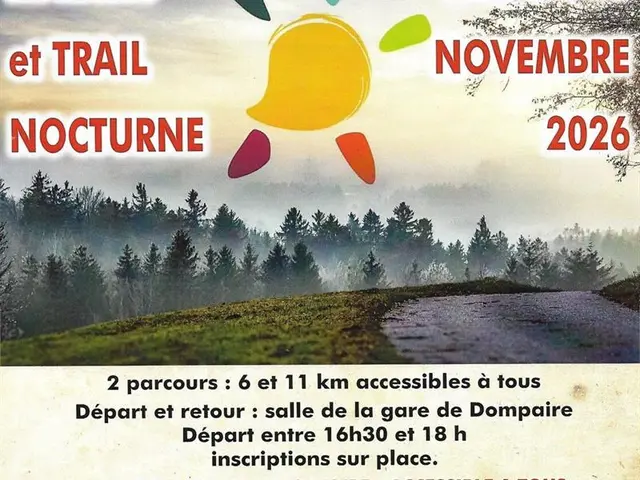 et TRAIL
NOVEMBRE
NOCTURNE
2026
2 parcours : 6 et 11 km accessibles à tous
Départ et retour : salle de la gare de Dompaire
Départ entre 16h30 et 18 h
inscriptions sur place.